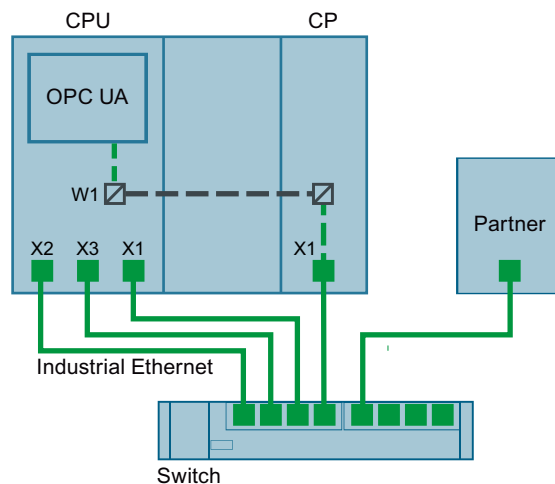 CPU CP
OPC UA
W1
Partner
X2 X3 X1 X1
Industrial Ethernet
Switch